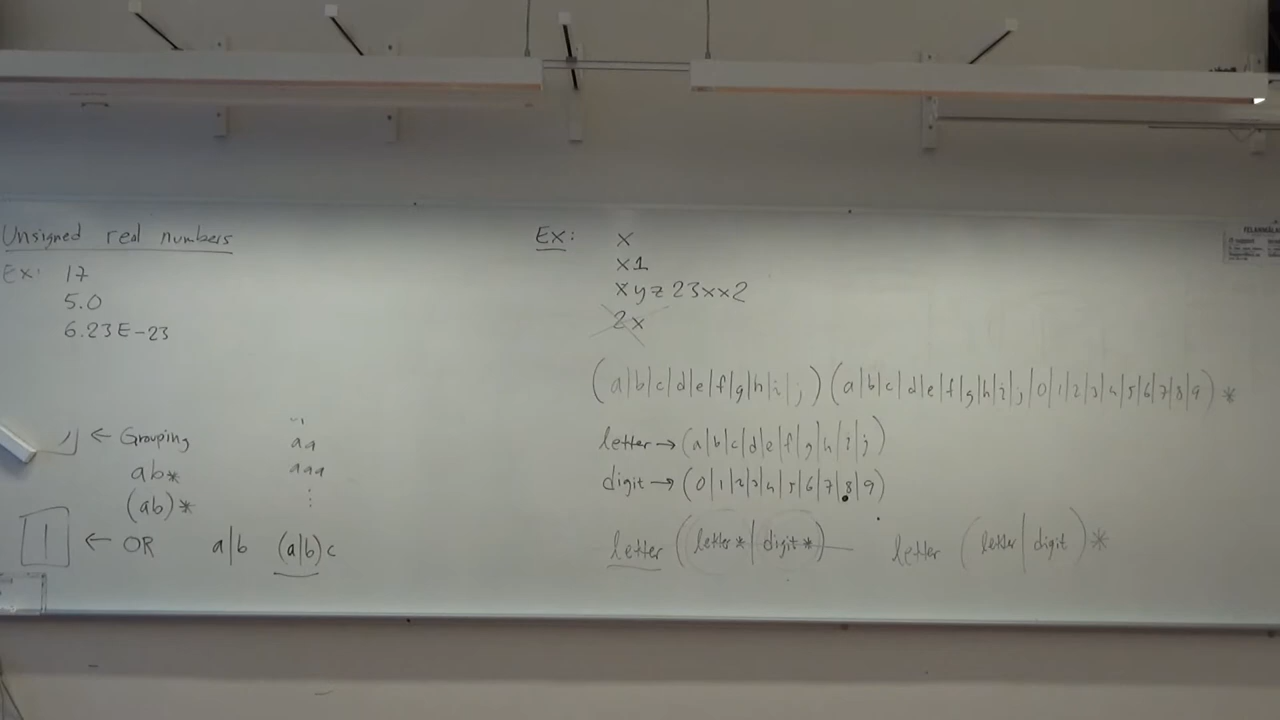 Unsigned real numbers
Ex: 17
5.0
6.23E-23
← Grouping
ab*
(ab)*
aa
aaa
⋮
| ← OR a|b (a|b)c
Ex:
x
x1
xyz23xx2
2x
(a|b|c|d|e|f|g|h|i|j)(a|b|c|d|e|f|g|h|i|j|0|1|2|3|4|5|6|7|8|9)*
letter → (a|b|c|d|e|f|g|h|i|j)
digit → (0|1|2|3|4|5|6|7|8|9)
letter (letter*|digit*) letter (letter|digit)*